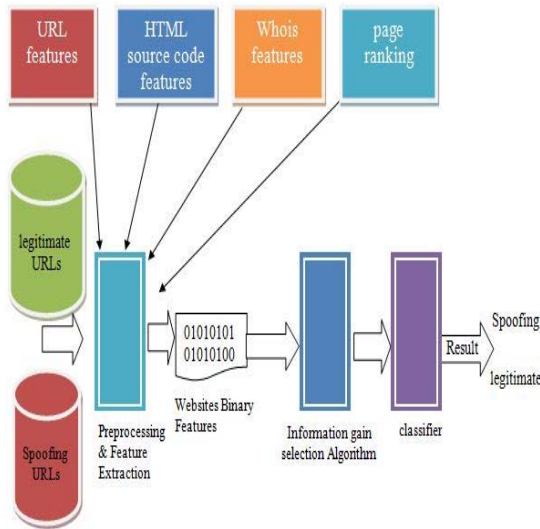 URL
features
HTML
source code
features
Whois
features
page
ranking
legitimate
URLs
Spoofing
URLs
Preprocessing
& Feature
Extraction
01010101
01010100
Websites Binary
Features
Information gain
selection Algorithm
classifier
Result
Spoofing
legitimate